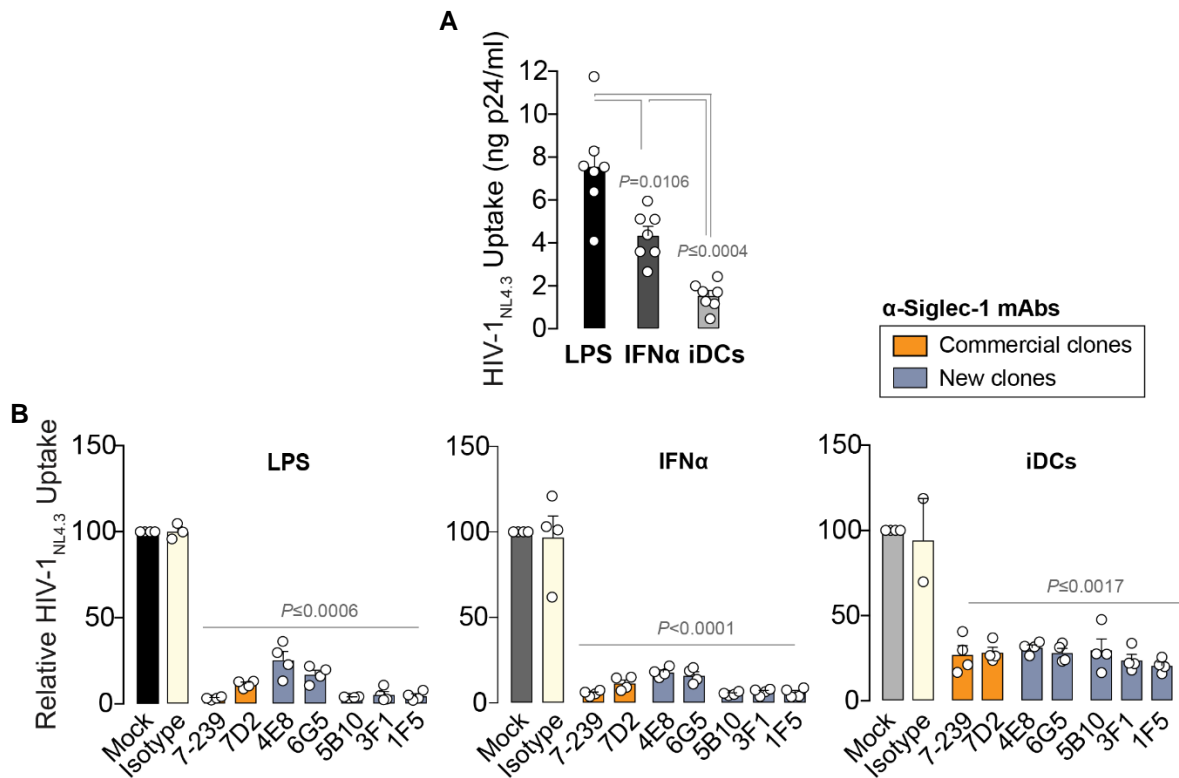 A
HIV-1NL4.3 Uptake (ng p24/ml)
12
10
8
6
4
2
0
P=0.0106
P≤0.0004
LPS IFNα iDCs
α-Siglec-1 mAbs
Commercial clones
New clones
B
Relative HIV-1NL4.3 Uptake
150
100
50
0
LPS
P≤0.0006
Mock
Isotype
7-239
7D2
4E8
6G5
5B10
3F1
1F5
150
100
50
0
IFNα
P<0.0001
Mock
Isotype
7-239
7D2
4E8
6G5
5B10
3F1
1F5
150
100
50
0
iDCs
P≤0.0017
Mock
Isotype
7-239
7D2
4E8
6G5
5B10
3F1
1F5